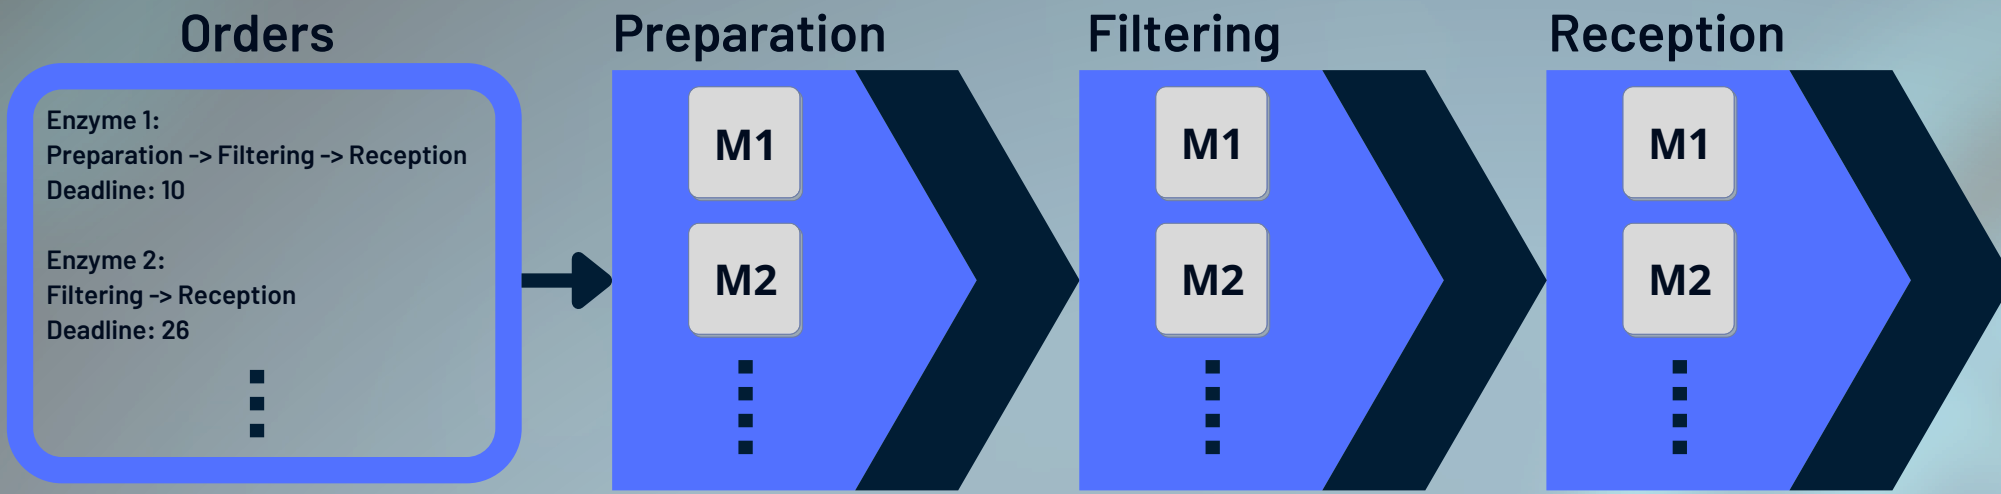 Orders
Enzyme 1:
Preparation -> Filtering -> Reception
Deadline: 10
Enzyme 2:
Filtering -> Reception
Deadline: 26
Preparation
M1
M2
Filtering
M1
M2
Reception
M1
M2